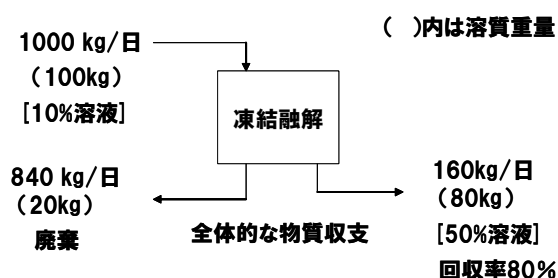 (　)内は溶質重量
1000 kg/日
(100kg)
[10%溶液]
凍結融解
840 kg/日
(20kg)
廃棄
全体的な物質収支
160kg/日
(80kg)
[50%溶液]
回収率80%